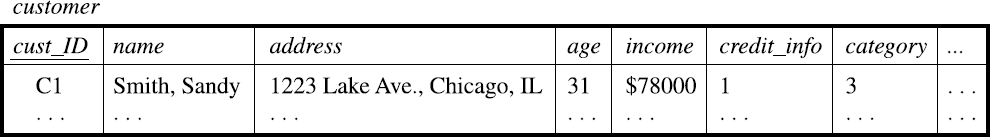 customer
cust_ID name address age income credit_info category ...
C1 Smith, Sandy 1223 Lake Ave., Chicago, IL 31 $78000 1 3 . . .
. . . . . . . . . . . . . . . . . . . . . . . .